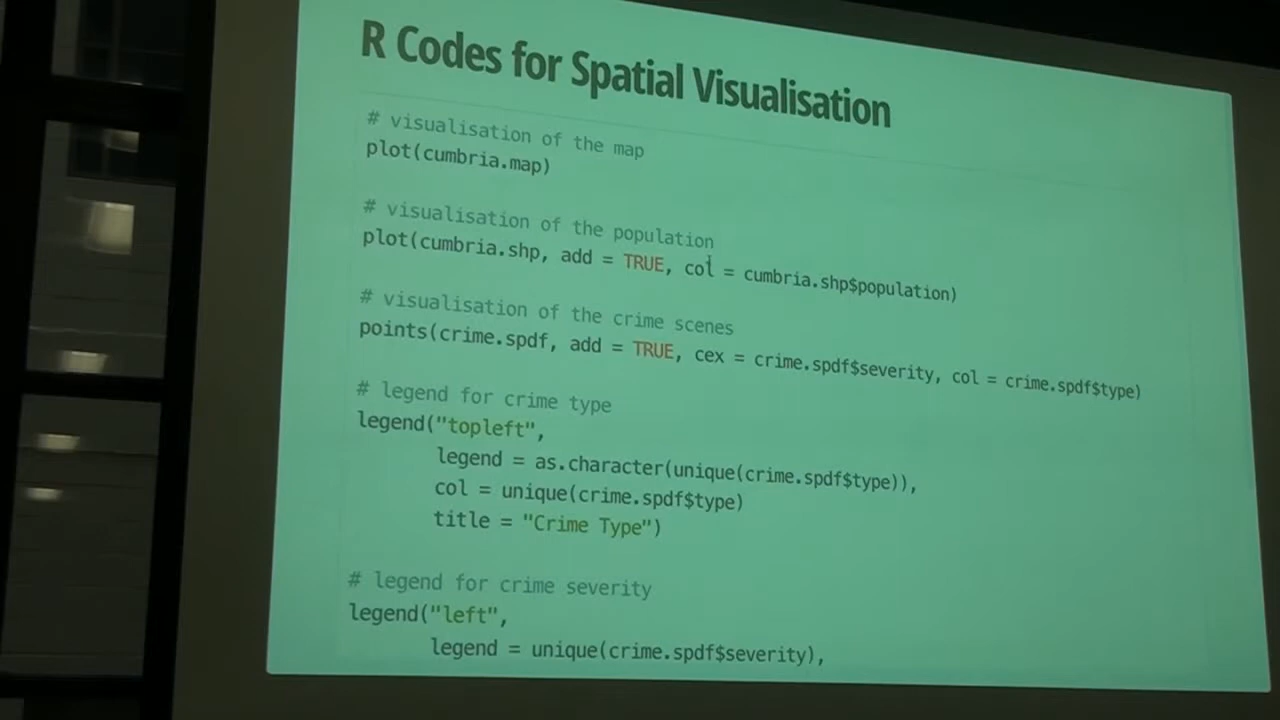 R Codes for Spatial Visualisation
# visualisation of the map
plot(cumbria.map)
# visualisation of the population
plot(cumbria.shp, add = TRUE, col = cumbria.shp$population)
# visualisation of the crime scenes
points(crime.spdf, add = TRUE, cex = crime.spdf$severity, col = crime.spdf$type)
# legend for crime type
legend("topleft",
legend = as.character(unique(crime.spdf$type)),
col = unique(crime.spdf$type)
title = "Crime Type")
# legend for crime severity
legend("left",
legend = unique(crime.spdf$severity),